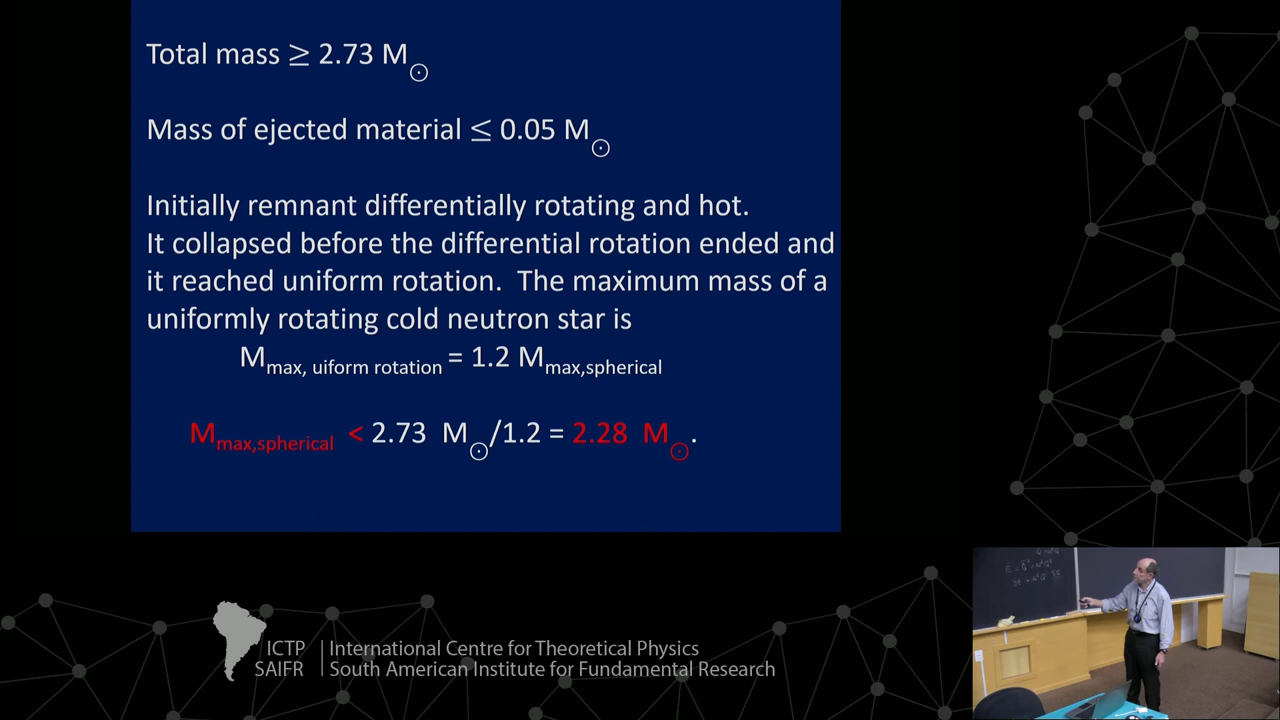 Total mass ≥ 2.73 M⊙
Mass of ejected material ≤ 0.05 M⊙
Initially remnant differentially rotating and hot.
It collapsed before the differential rotation ended and
it reached uniform rotation. The maximum mass of a
uniformly rotating cold neutron star is
Mmax, uiform rotation = 1.2 Mmax,spherical
Mmax,spherical < 2.73 M⊙/1.2 = 2.28 M⊙.
ICTP
SAIFR
International Centre for Theoretical Physics
South American Institute for Fundamental Research